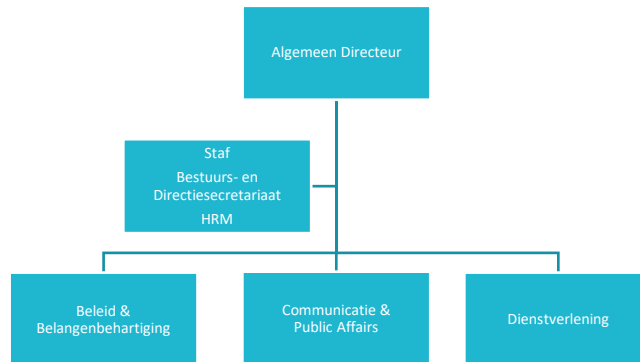 Algemeen Directeur
Staf
Bestuurs- en
Directiesecretariaat
HRM
Beleid &
Belangenbehartiging
Communicatie &
Public Affairs
Dienstverlening